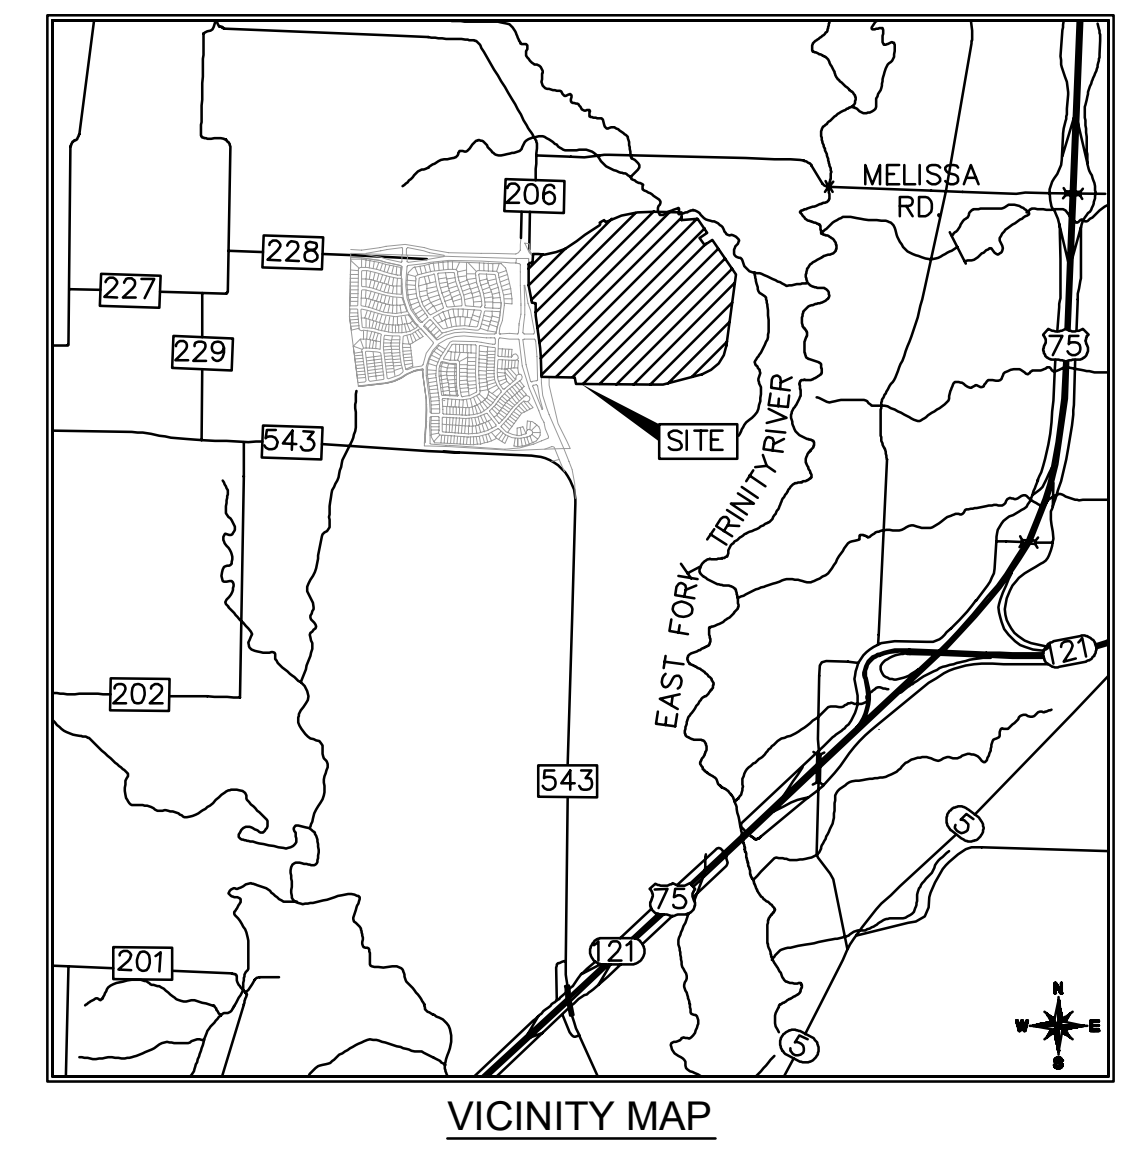 MELISSA
RD.
206
228
227
229
75
543
SITE
EAST FORK TRINITY RIVER
121
202
543
5
75
121
201
5
N
W E
S
VICINITY MAP